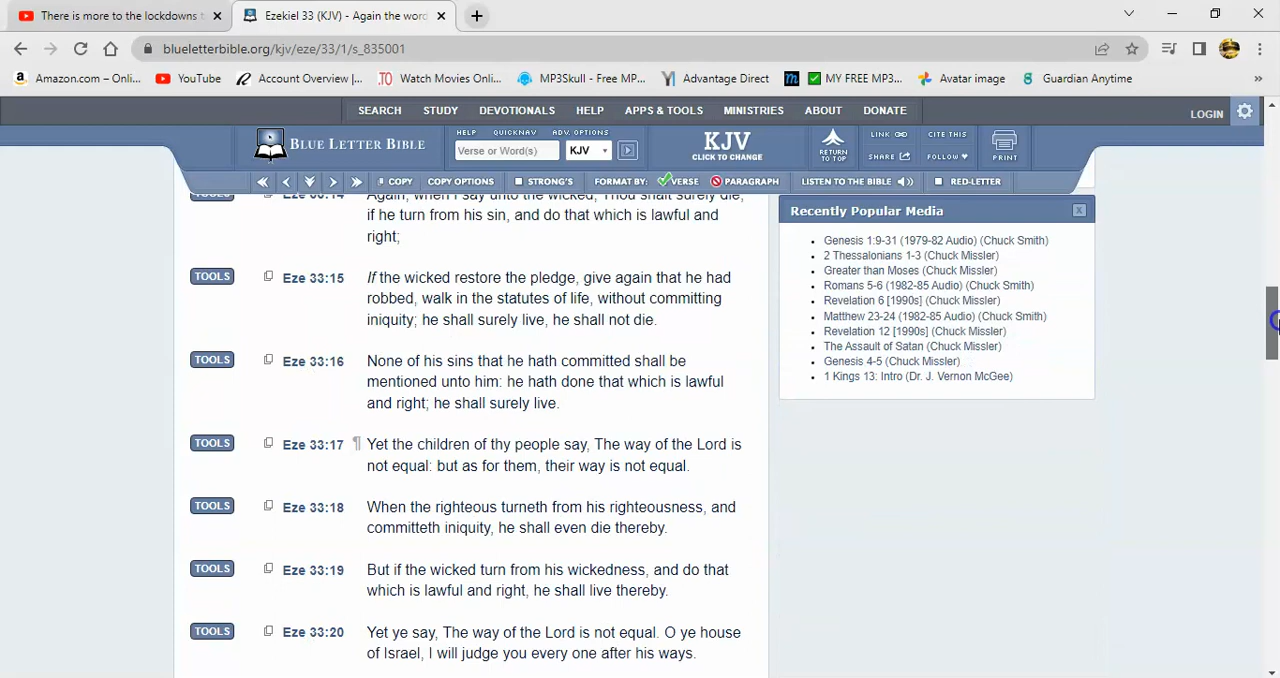 There is more to the lockdowns t
Ezekiel 33 (KJV) - Again the word
blueletterbible.org/kjv/eze/33/1/s_835001
Amazon.com – Onli...
YouTube
Account Overview |...
Watch Movies Onlin...
MP3Skull - Free MP...
Advantage Direct
MY FREE MP3...
Avatar image
Guardian Anytime
»
SEARCH STUDY DEVOTIONALS HELP APPS & TOOLS MINISTRIES ABOUT DONATE
LOGIN
BLUE LETTER BIBLE
HELP QUICKNAV ADV. OPTIONS
Verse or Word(s) KJV
KJV
CLICK TO CHANGE
RETURN
TO TOP
LINK CITE THIS
SHARE FOLLOW
PRINT
COPY COPY OPTIONS STRONG'S FORMAT BY: VERSE PARAGRAPH LISTEN TO THE BIBLE RED-LETTER
Eze 33:14 Again, when I say unto the wicked, Thou shalt surely die;
if he turn from his sin, and do that which is lawful and
right;
TOOLS Eze 33:15 If the wicked restore the pledge, give again that he had
robbed, walk in the statutes of life, without committing
iniquity; he shall surely live, he shall not die.
TOOLS Eze 33:16 None of his sins that he hath committed shall be
mentioned unto him: he hath done that which is lawful
and right; he shall surely live.
TOOLS Eze 33:17 ¶ Yet the children of thy people say, The way of the Lord is
not equal: but as for them, their way is not equal.
TOOLS Eze 33:18 When the righteous turneth from his righteousness, and
committeth iniquity, he shall even die thereby.
TOOLS Eze 33:19 But if the wicked turn from his wickedness, and do that
which is lawful and right, he shall live thereby.
TOOLS Eze 33:20 Yet ye say, The way of the Lord is not equal. O ye house
of Israel, I will judge you every one after his ways.
Recently Popular Media
Genesis 1:9-31 (1979-82 Audio) (Chuck Smith)
2 Thessalonians 1-3 (Chuck Missler)
Greater than Moses (Chuck Missler)
Romans 5-6 (1982-85 Audio) (Chuck Smith)
Revelation 6 [1990s] (Chuck Missler)
Matthew 23-24 (1982-85 Audio) (Chuck Smith)
Revelation 12 [1990s] (Chuck Missler)
The Assault of Satan (Chuck Missler)
Genesis 4-5 (Chuck Missler)
1 Kings 13: Intro (Dr. J. Vernon McGee)